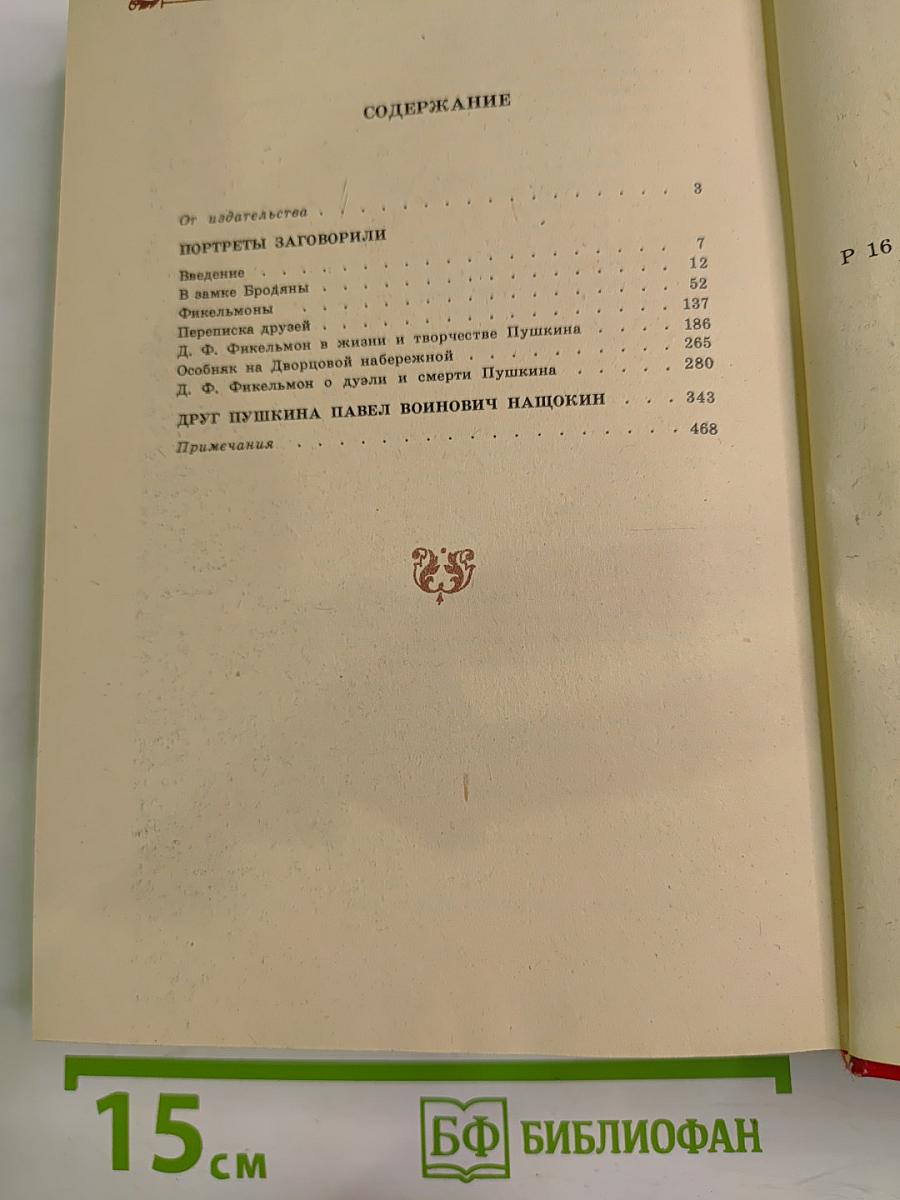 СОДЕРЖАНИЕ
От издательства . . . . . . . . . . . . . . . . 3
ПОРТРЕТЫ ЗАГОВОРИЛИ
Введение . . . . . . . . . . . . . . . . . 7
В замке Бродяны . . . . . . . . . . . . . . . 12
Фикельмоны . . . . . . . . . . . . . . . . 52
Переписка друзей . . . . . . . . . . . . . . . 137
Д. Ф. Фикельмон в жизни и творчестве Пушкина . . . . 186
Особняк на Дворцовой набережной . . . . . . . . . 265
Д. Ф. Фикельмон о дуэли и смерти Пушкина . . . . . 280
ДРУГ ПУШКИНА ПАВЕЛ ВОИНОВИЧ НАЩОКИН . . . 343
Примечания . . . . . . . . . . . . . . . . . 468
Р 16
15 см
БФ БИБЛИОФАН